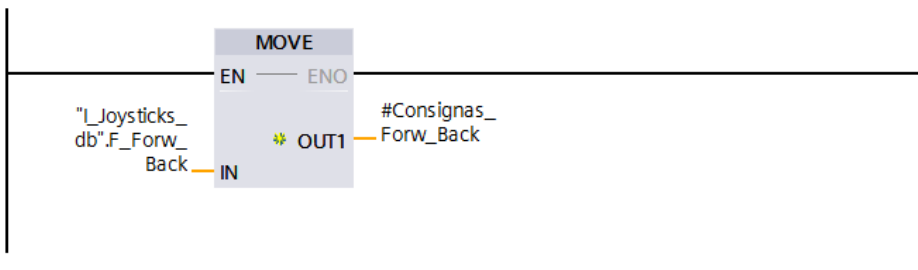 MOVE
EN ENO
"I_Joysticks_
db".F_Forw_
Back
IN
OUT1
#Consignas_
Forw_Back